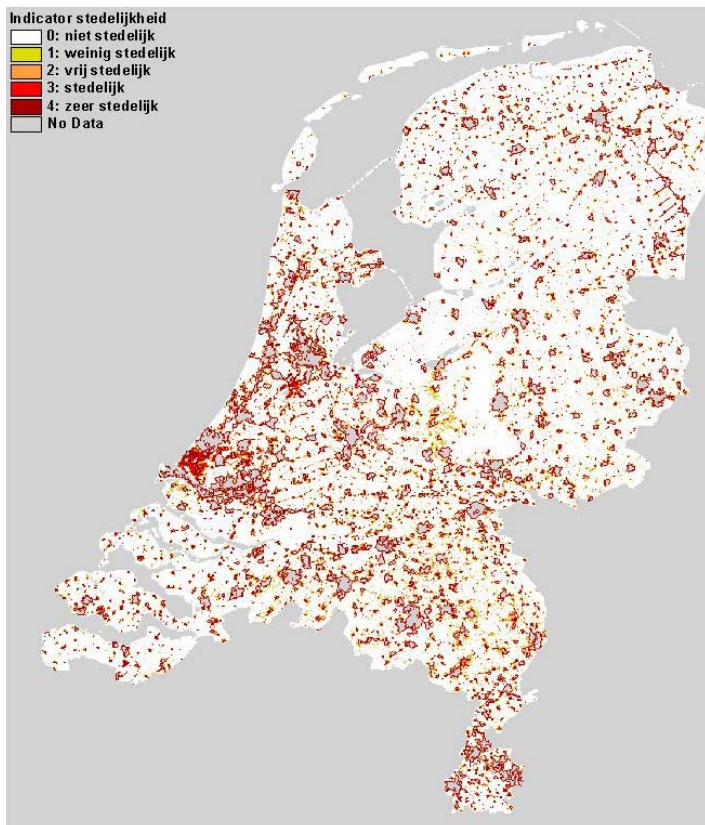 Indicator stedelijkheid
0: niet stedelijk
1: weinig stedelijk
2: vrij stedelijk
3: stedelijk
4: zeer stedelijk
No Data